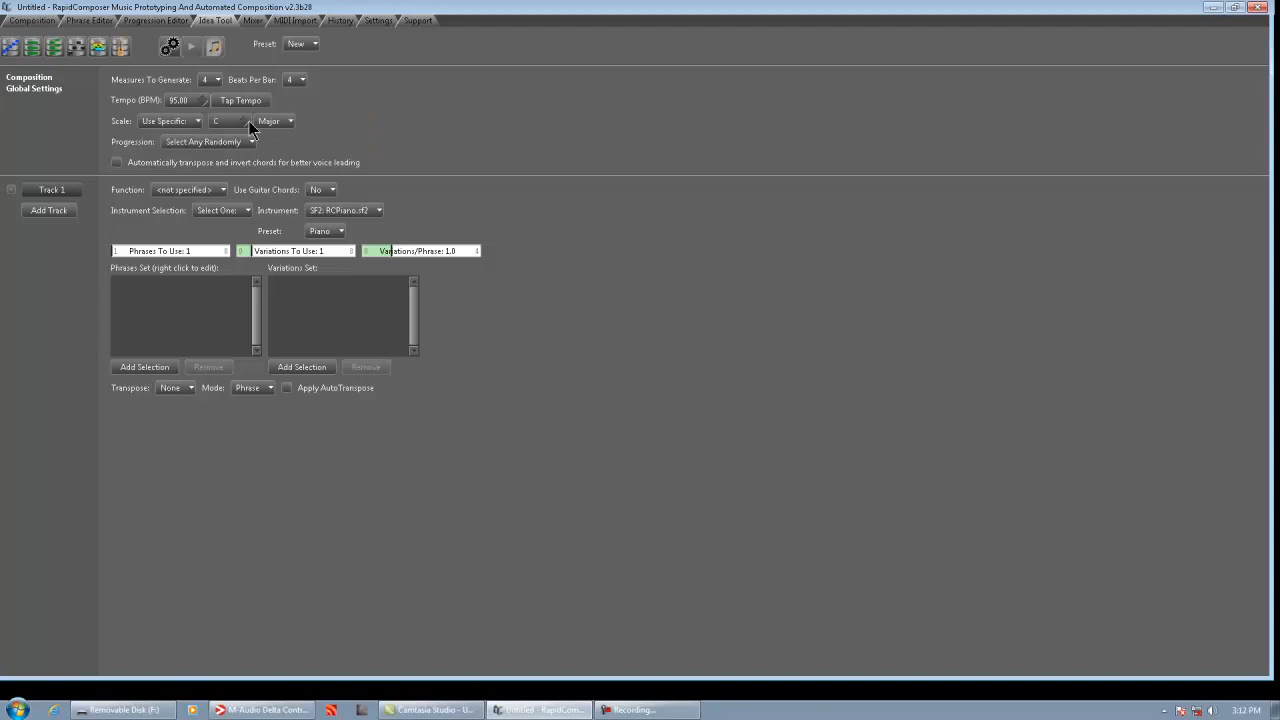 Untitled - RapidComposer Music Prototyping And Automated Composition v2.3b28
Composition Phrase Editor Progression Editor Idea Tool Mixer MIDI Import History Settings Support
Preset: New
Composition
Global Settings
Measures To Generate: 4 Beats Per Bar: 4
Tempo (BPM): 95.00 Tap Tempo
Scale: Use Specific: C Major
Progression: Select Any Randomly
Automatically transpose and invert chords for better voice leading
Track 1 Function: <not specified> Use Guitar Chords: No
Add Track Instrument Selection: Select One: Instrument: SF2: RCPiano.sf2
Preset: Piano
1 Phrases To Use: 1 8 0 Variations To Use: 1 8 0 Variations/Phrase: 1.0 4
Phrases Set (right click to edit): Variations Set:
Add Selection Remove Add Selection Remove
Transpose: None Mode: Phrase Apply AutoTranspose
Removable Disk (F:) M-Audio Delta Contr... Camtasia Studio - U... Untitled - RapidCom... Recording... 3:12 PM